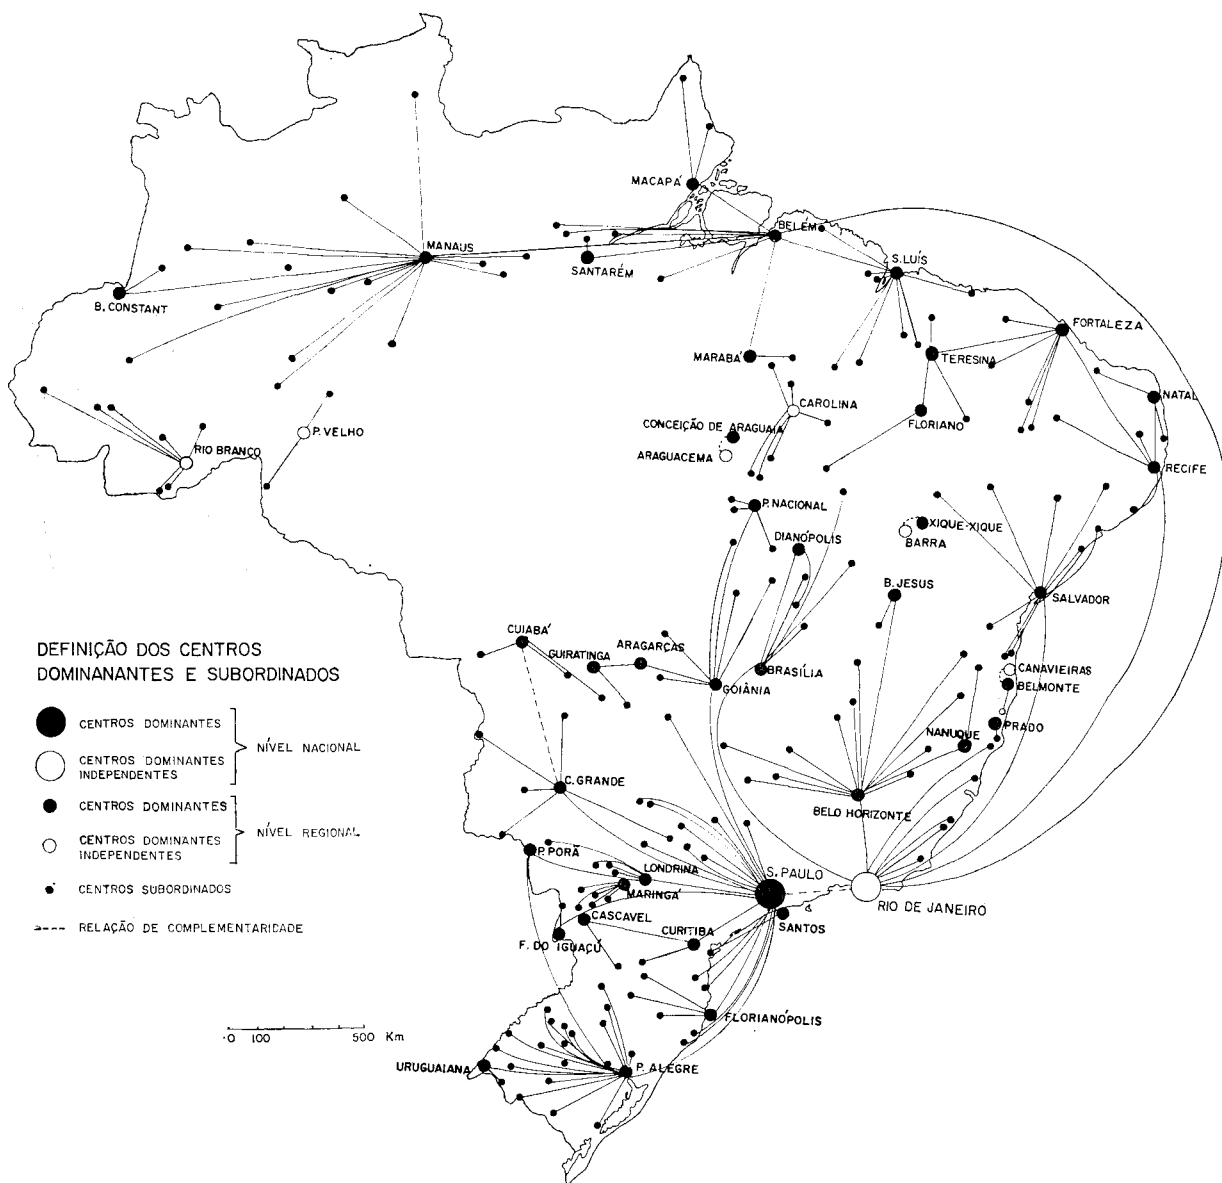 MACAPÁ
BELÉM
MANAUS
SANTARÉM
S. LUÍS
B. CONSTANT
FORTALEZA
MARABÁ
TERESINA
NATAL
CAROLINA
CONCEIÇÃO DE ARAGUAIA
FLORIANO
P. VELHO
RIO BRANCO
ARAGUACEMA
RECIFE
P. NACIONAL
XIQUE-XIQUE
BARRA
DIANÓPOLIS
B. JESUS
SALVADOR
CUIABÁ
GUIRATINGA
ARAGARÇAS
BRASÍLIA
GOIÂNIA
CANAVIEIRAS
BELMONTE
PRADO
NANUQUE
DEFINIÇÃO DOS CENTROS
DOMINANANTES E SUBORDINADOS
CENTROS DOMINANTES
CENTROS DOMINANTES
INDEPENDENTES
NÍVEL NACIONAL
CENTROS DOMINANTES
CENTROS DOMINANTES
INDEPENDENTES
NÍVEL REGIONAL
CENTROS SUBORDINADOS
RELAÇÃO DE COMPLEMENTARIDADE
C. GRANDE
BELO HORIZONTE
P. PORÃ
LONDRINA
MARINGÁ
S. PAULO
RIO DE JANEIRO
SANTOS
CASCAVEL
CURITIBA
F. DO IGUAÇÚ
FLORIANÓPOLIS
0 100 500 Km
URUGUAIANA
P. ALEGRE